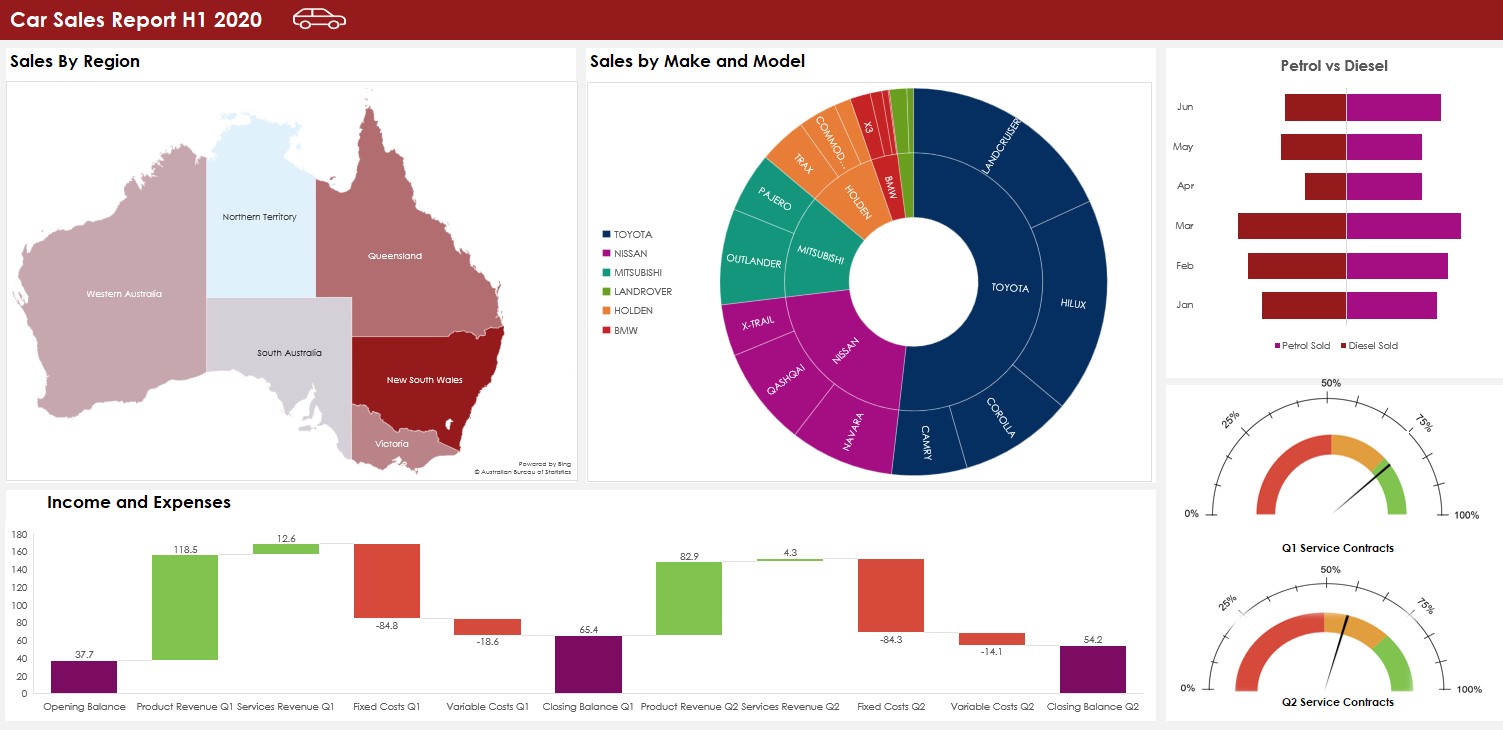 Car Sales Report H1 2020
Sales By Region
Northern Territory
Queensland
Western Australia
South Australia
New South Wales
Victoria
Powered by Bing
© Australian Bureau of Statistics
Sales by Make and Model
TOYOTA
NISSAN
MITSUBISHI
LANDROVER
HOLDEN
BMW
LANDCRUISER
HILUX
COROLLA
CAMRY
NAVARA
QASHQAI
X-TRAIL
OUTLANDER
PAJERO
TRAX
COMMOD...
X3
TOYOTA
NISSAN
MITSUBISHI
HOLDEN
BMW
Petrol vs Diesel
Jun
May
Apr
Mar
Feb
Jan
Petrol Sold Diesel Sold
0% 25% 50% 75% 100%
Q1 Service Contracts
0% 25% 50% 75% 100%
Q2 Service Contracts
Income and Expenses
180
160
140
120
100
80
60
40
20
0
37.7 118.5 12.6 -84.8 -18.6 65.4 82.9 4.3 -84.3 -14.1 54.2
Opening Balance Product Revenue Q1 Services Revenue Q1 Fixed Costs Q1 Variable Costs Q1 Closing Balance Q1 Product Revenue Q2 Services Revenue Q2 Fixed Costs Q2 Variable Costs Q2 Closing Balance Q2